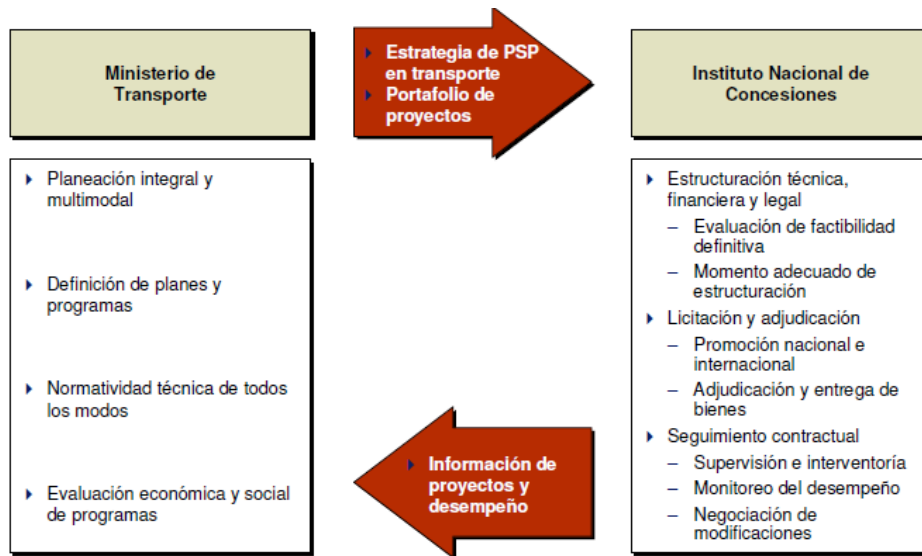 Ministerio de
Transporte
Estrategia de PSP
en transporte
Portafolio de
proyectos
Instituto Nacional de
Concesiones
Planeación integral y
multimodal
Definición de planes y
programas
Normatividad técnica de todos
los modos
Evaluación económica y social
de programas
Información de
proyectos y
desempeño
Estructuración técnica,
financiera y legal
– Evaluación de factibilidad
definitiva
– Momento adecuado de
estructuración
Licitación y adjudicación
– Promoción nacional e
internacional
– Adjudicación y entrega de
bienes
Seguimiento contractual
– Supervisión e interventoría
– Monitoreo del desempeño
– Negociación de
modificaciones